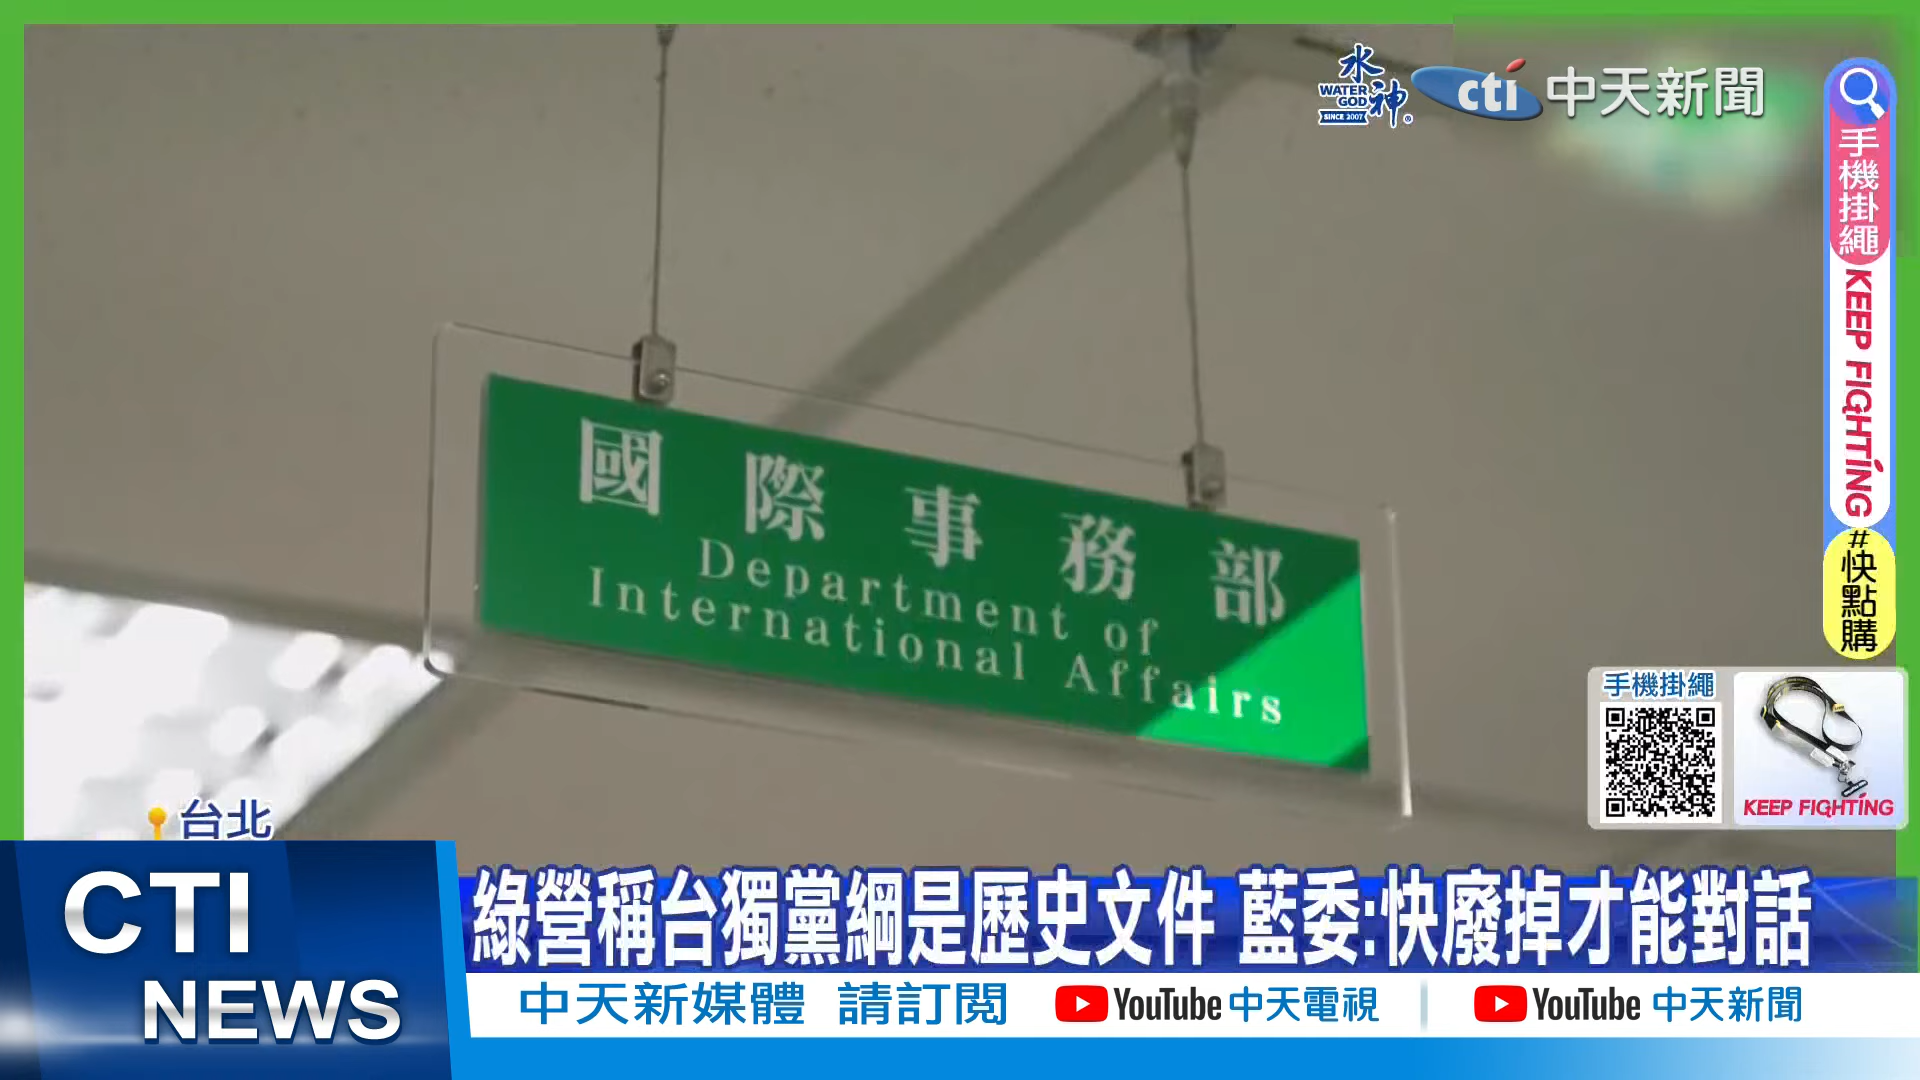 水神
WATER GOD
SINCE 2007
cti 中天新聞
手機掛繩
KEEP FIGHTING
#快點購
國際事務部
Department of
International Affairs
手機掛繩
KEEP FIGHTING
台北
CTI NEWS
綠營稱台獨黨綱是歷史文件 藍委:快廢掉才能對話
中天新媒體 請訂閱 YouTube 中天電視 YouTube 中天新聞